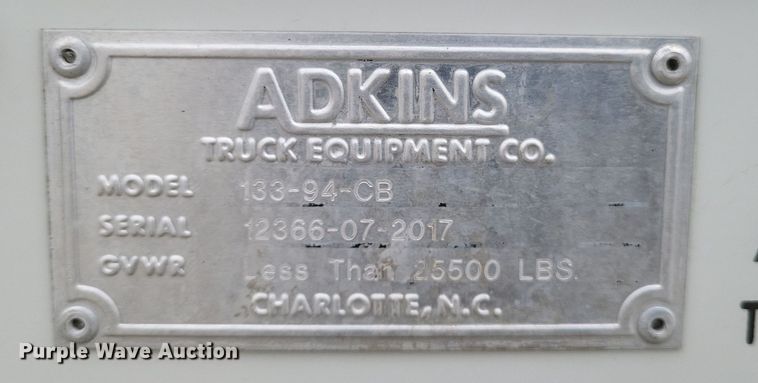 ADKINS
TRUCK EQUIPMENT CO.
MODEL 133-94-CB
SERIAL 12366-07-2017
GVWR Less Than 25500 LBS.
CHARLOTTE, N.C.
T
Purple Wave Auction